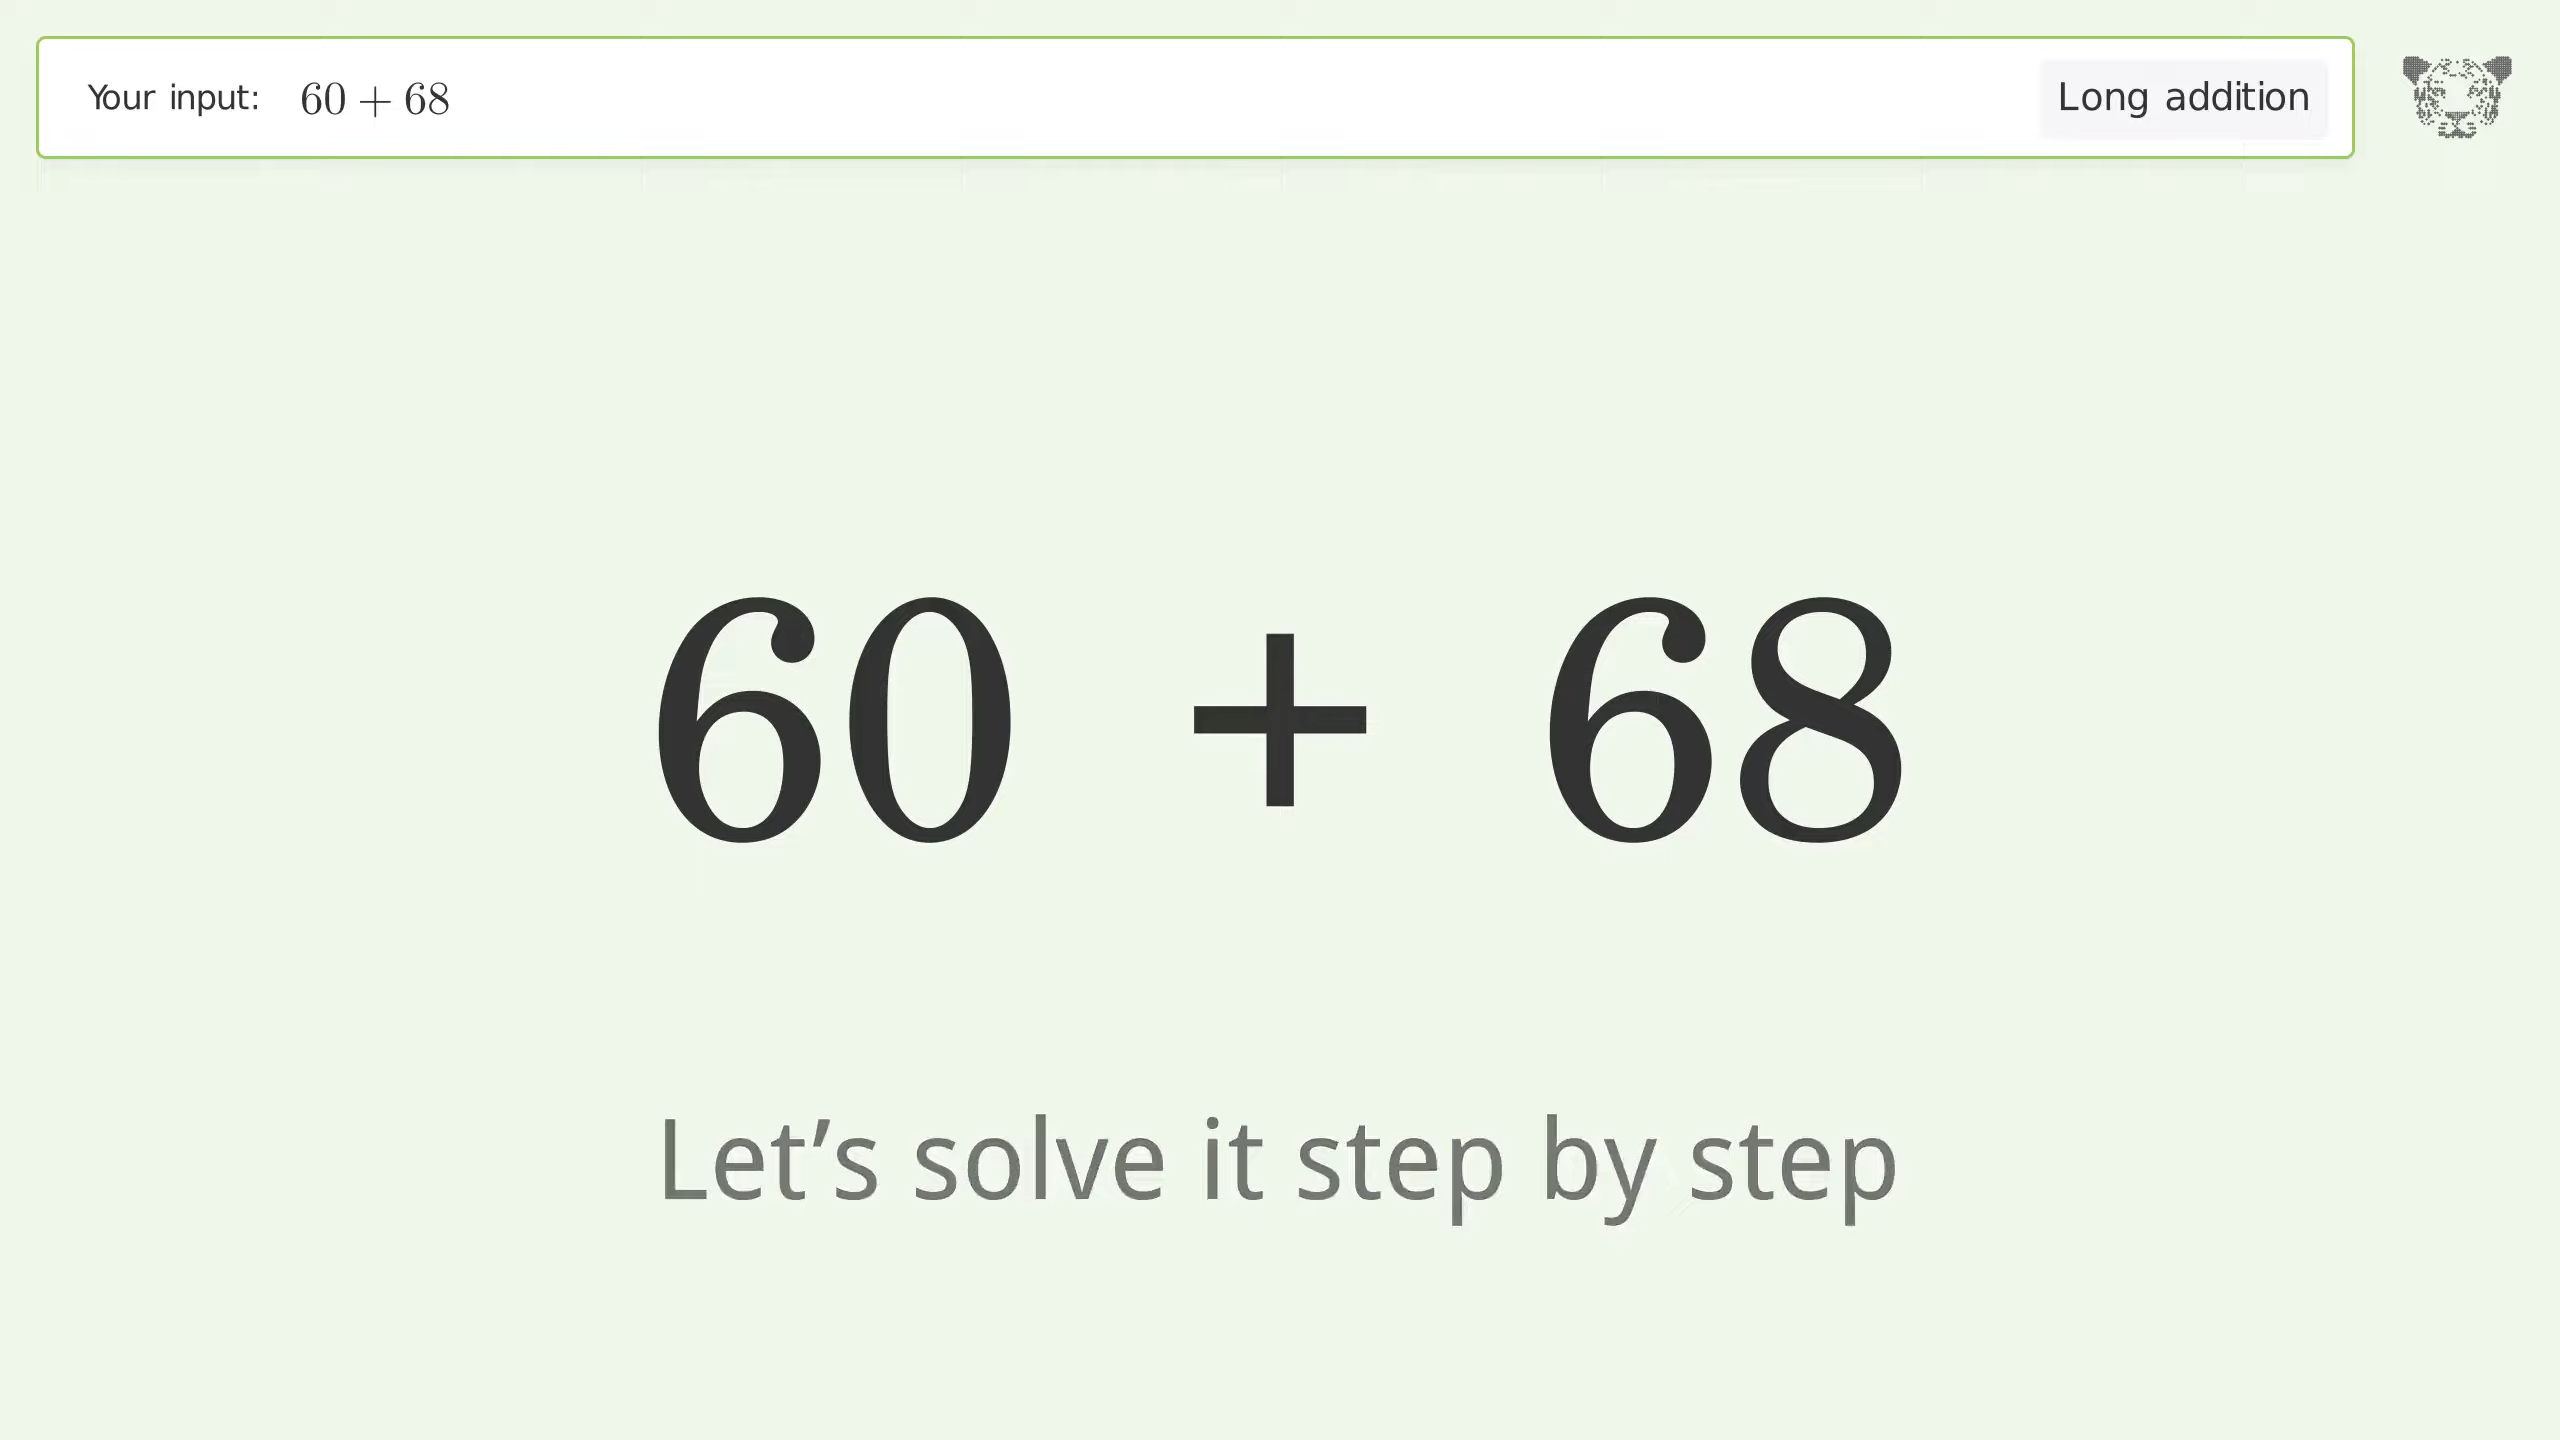 Your input: 60 + 68 Long addition
60 + 68
Let’s solve it step by step